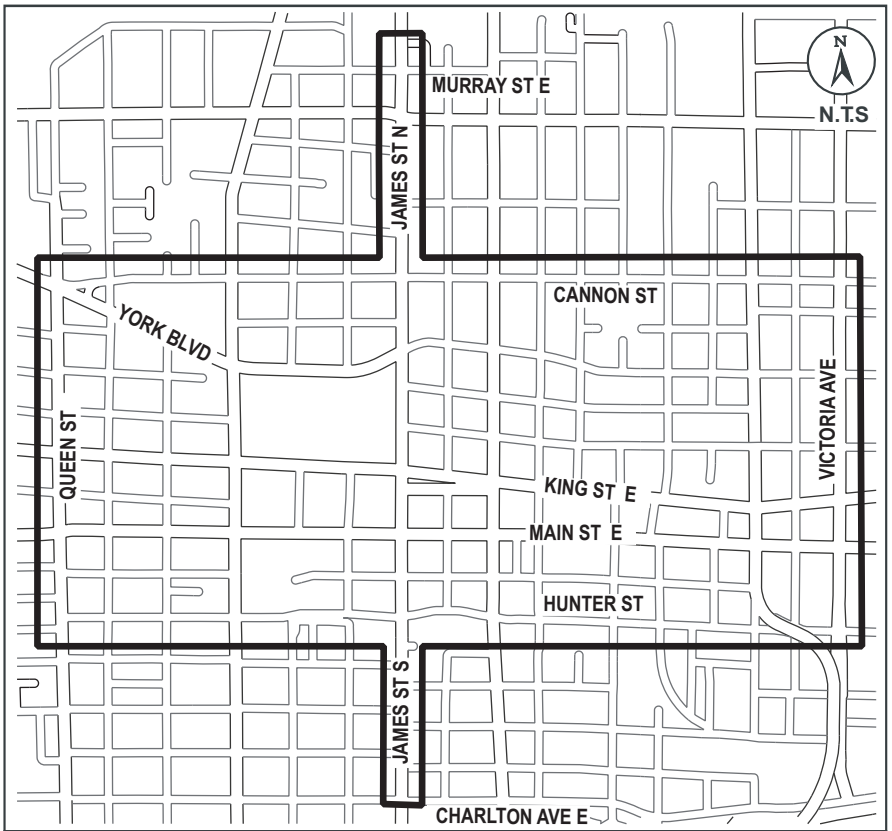 N
MURRAY ST E
N.T.S
JAMES ST N
CANNON ST
YORK BLVD
VICTORIA AVE
QUEEN ST
KING ST E
MAIN ST E
HUNTER ST
JAMES ST S
CHARLTON AVE E